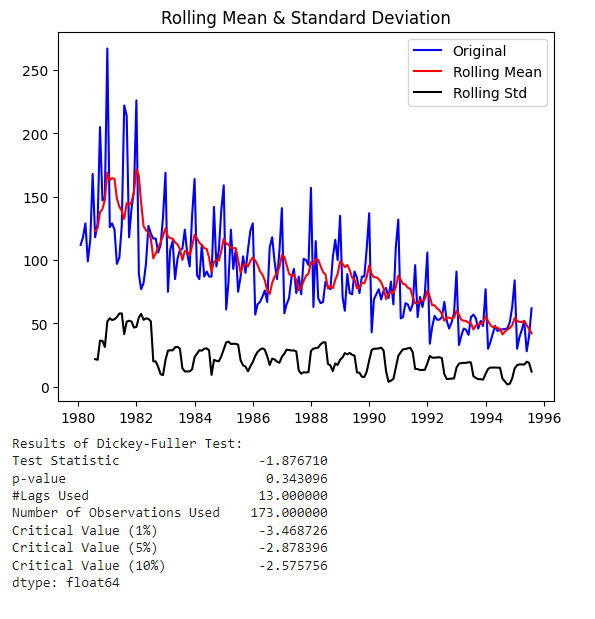 Rolling Mean & Standard Deviation
Original
Rolling Mean
Rolling Std
250
200
150
100
50
0
1980 1982 1984 1986 1988 1990 1992 1994 1996
Results of Dickey-Fuller Test:
Test Statistic -1.876710
p-value 0.343096
#Lags Used 13.000000
Number of Observations Used 173.000000
Critical Value (1%) -3.468726
Critical Value (5%) -2.878396
Critical Value (10%) -2.575756
dtype: float64